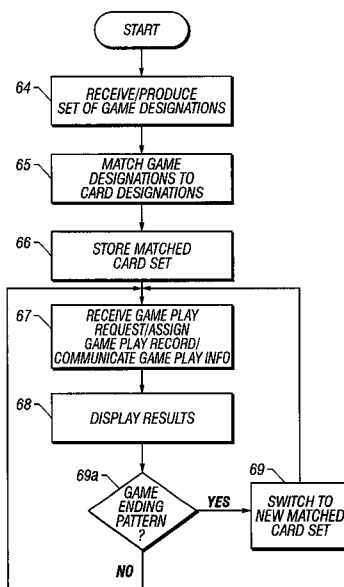 START
64
RECEIVE/PRODUCE
SET OF GAME DESIGNATIONS
65
MATCH GAME
DESIGNATIONS TO
CARD DESIGNATIONS
66
STORE MATCHED
CARD SET
67
RECEIVE GAME PLAY
REQUEST/ASSIGN
GAME PLAY RECORD/
COMMUNICATE GAME PLAY INFO
68
DISPLAY RESULTS
69a
GAME
ENDING
PATTERN
?
YES
69
SWITCH TO
NEW MATCHED
CARD SET
NO